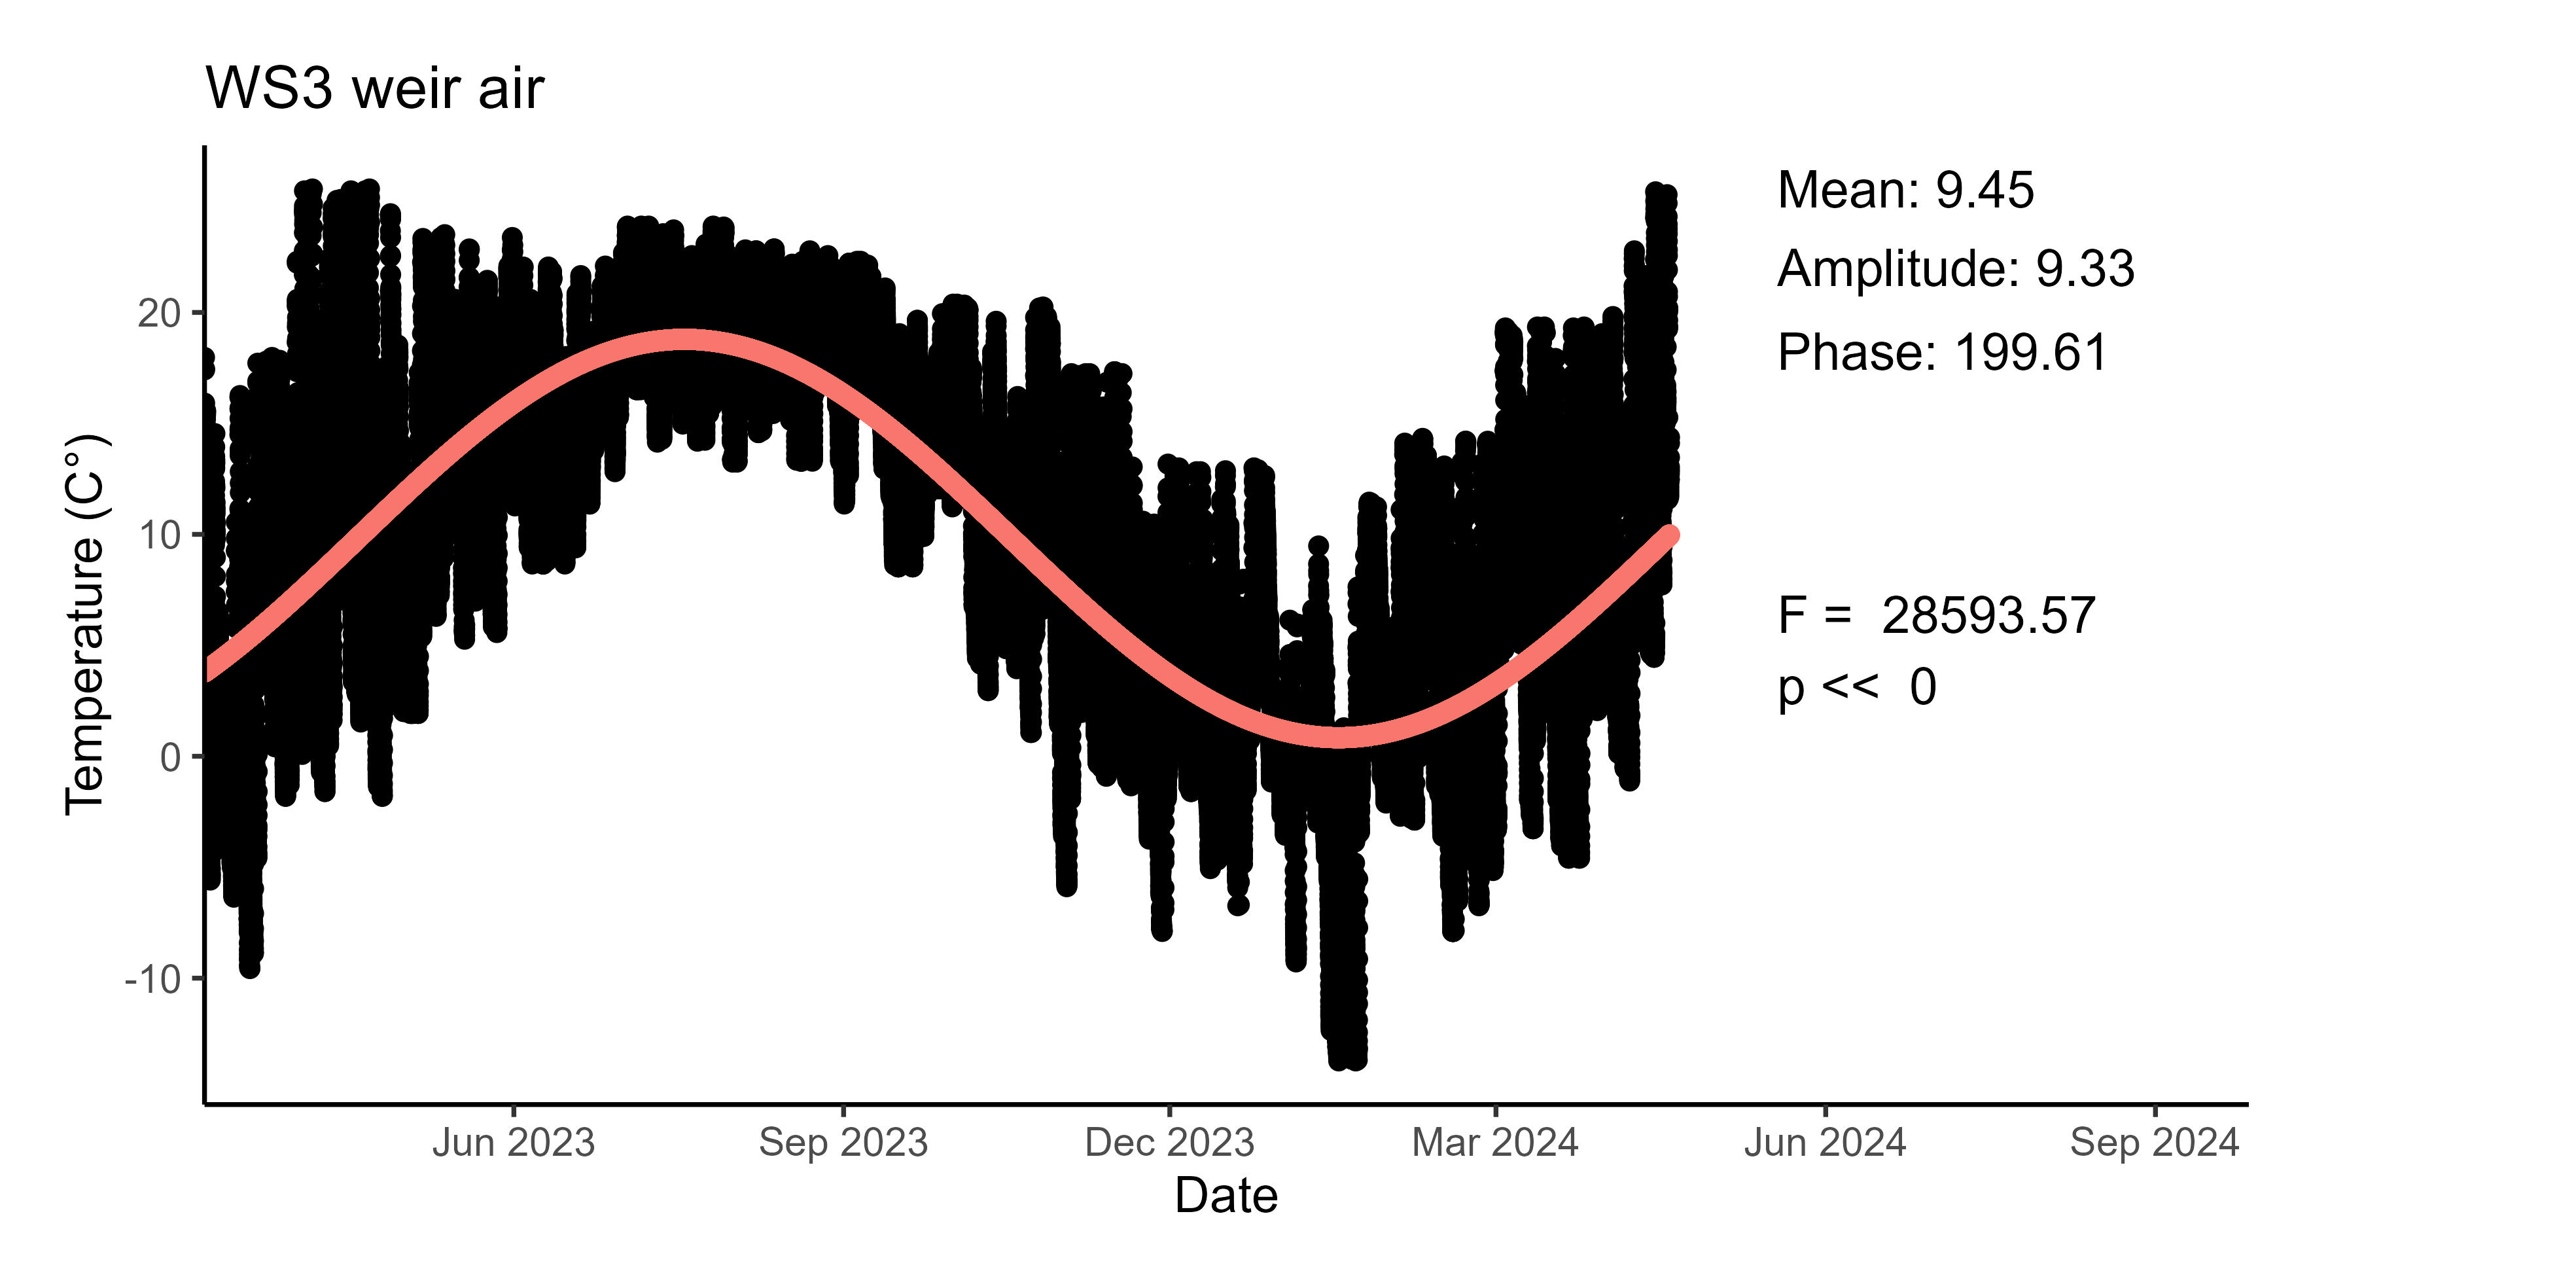 WS3 weir air
Mean: 9.45
Amplitude: 9.33
Phase: 199.61
F =  28593.57
p <<  0
Temperature (C°)
20
10
0
-10
Jun 2023
Sep 2023
Dec 2023
Mar 2024
Jun 2024
Sep 2024
Date